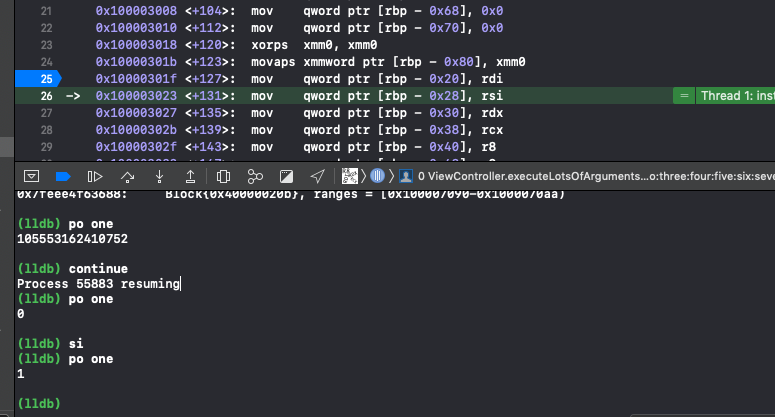 21 0x100003008 <+104>: mov qword ptr [rbp - 0x68], 0x0
22 0x100003010 <+112>: mov qword ptr [rbp - 0x70], 0x0
23 0x100003018 <+120>: xorps xmm0, xmm0
24 0x10000301b <+123>: movaps xmmword ptr [rbp - 0x80], xmm0
25 0x10000301f <+127>: mov qword ptr [rbp - 0x20], rdi
26 -> 0x100003023 <+131>: mov qword ptr [rbp - 0x28], rsi = Thread 1: inst
27 0x100003027 <+135>: mov qword ptr [rbp - 0x30], rdx
28 0x10000302b <+139>: mov qword ptr [rbp - 0x38], rcx
29 0x10000302f <+143>: mov qword ptr [rbp - 0x40], r8
0 ViewController.executeLotsOfArguments...o:three:four:five:six:seve
0x7feee4f63688: Block{0x40000020b}, ranges = [0x100007090-0x1000070aa)
(lldb) po one
105553162410752
(lldb) continue
Process 55883 resuming
(lldb) po one
0
(lldb) si
(lldb) po one
1
(lldb)